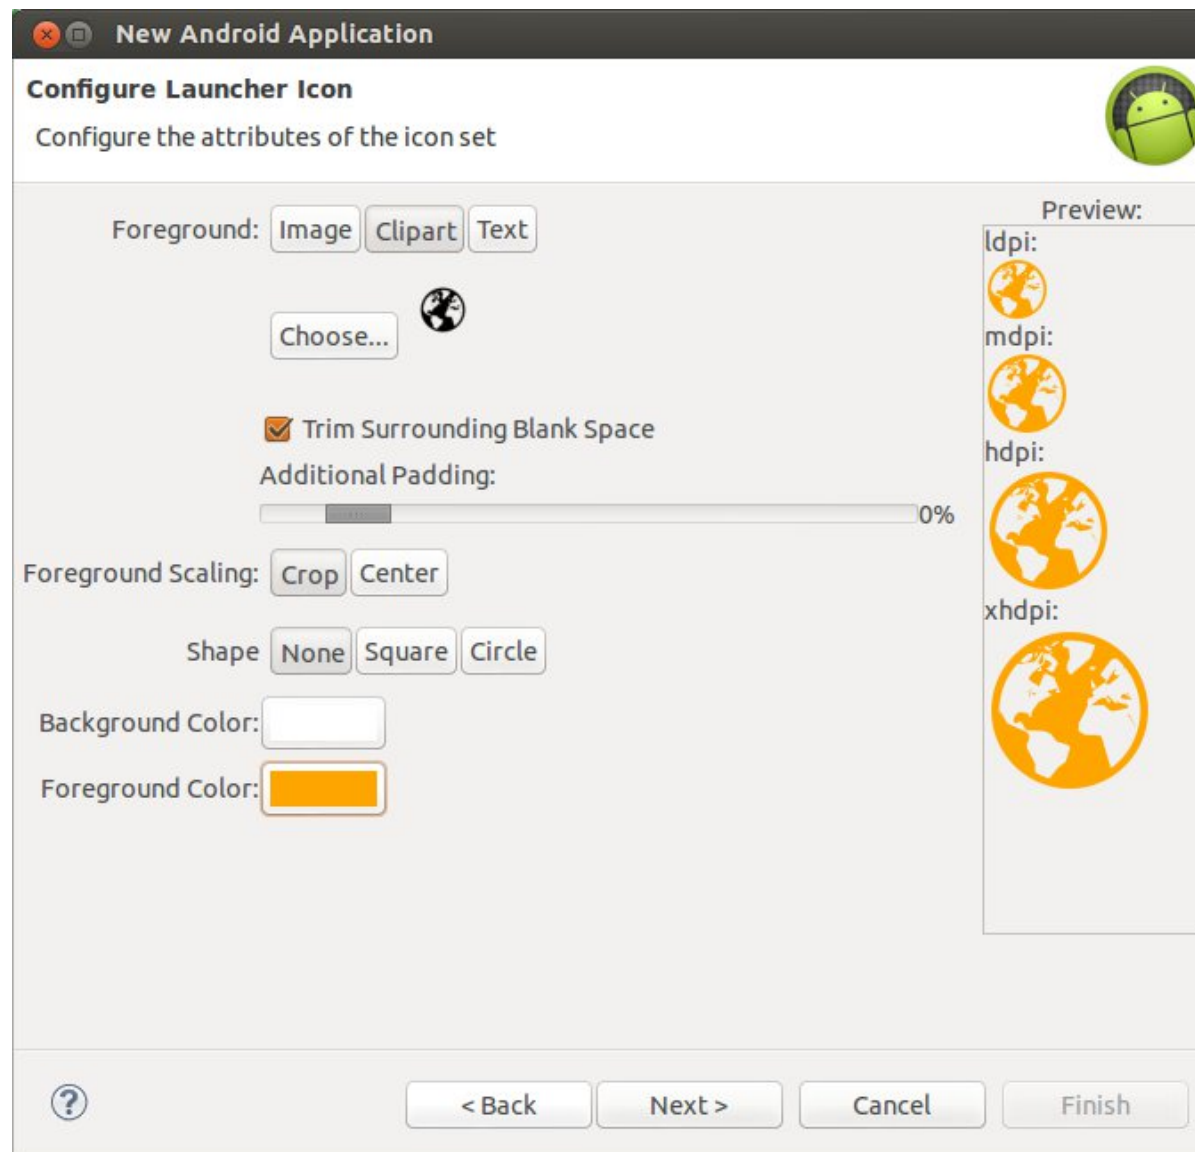 New Android Application
Configure Launcher Icon
Configure the attributes of the icon set
Foreground: Image Clipart Text
Choose...
Trim Surrounding Blank Space
Additional Padding:
0%
Foreground Scaling: Crop Center
Shape None Square Circle
Background Color:
Foreground Color:
Preview:
ldpi:
mdpi:
hdpi:
xhdpi:
? < Back Next > Cancel Finish